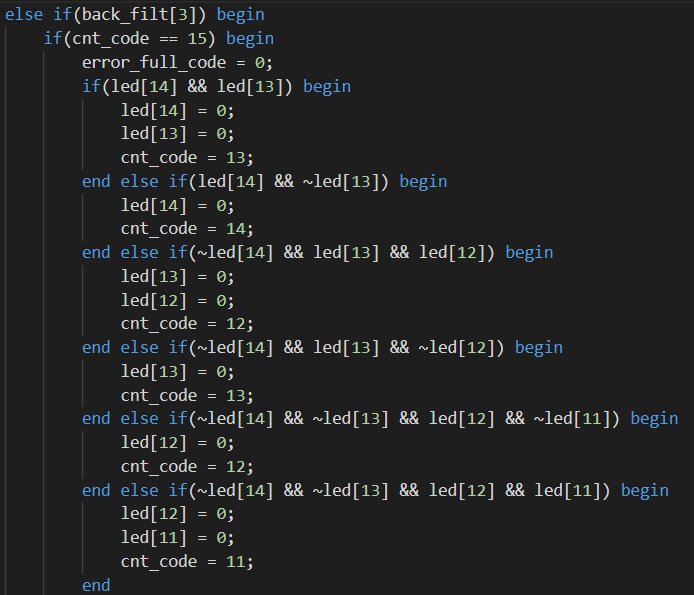 else if(back_filt[3]) begin
    if(cnt_code == 15) begin
        error_full_code = 0;
        if(led[14] && led[13]) begin
            led[14] = 0;
            led[13] = 0;
            cnt_code = 13;
        end else if(led[14] && ~led[13]) begin
            led[14] = 0;
            cnt_code = 14;
        end else if(~led[14] && led[13] && led[12]) begin
            led[13] = 0;
            led[12] = 0;
            cnt_code = 12;
        end else if(~led[14] && led[13] && ~led[12]) begin
            led[13] = 0;
            cnt_code = 13;
        end else if(~led[14] && ~led[13] && led[12] && ~led[11]) begin
            led[12] = 0;
            cnt_code = 12;
        end else if(~led[14] && ~led[13] && led[12] && led[11]) begin
            led[12] = 0;
            led[11] = 0;
            cnt_code = 11;
        end